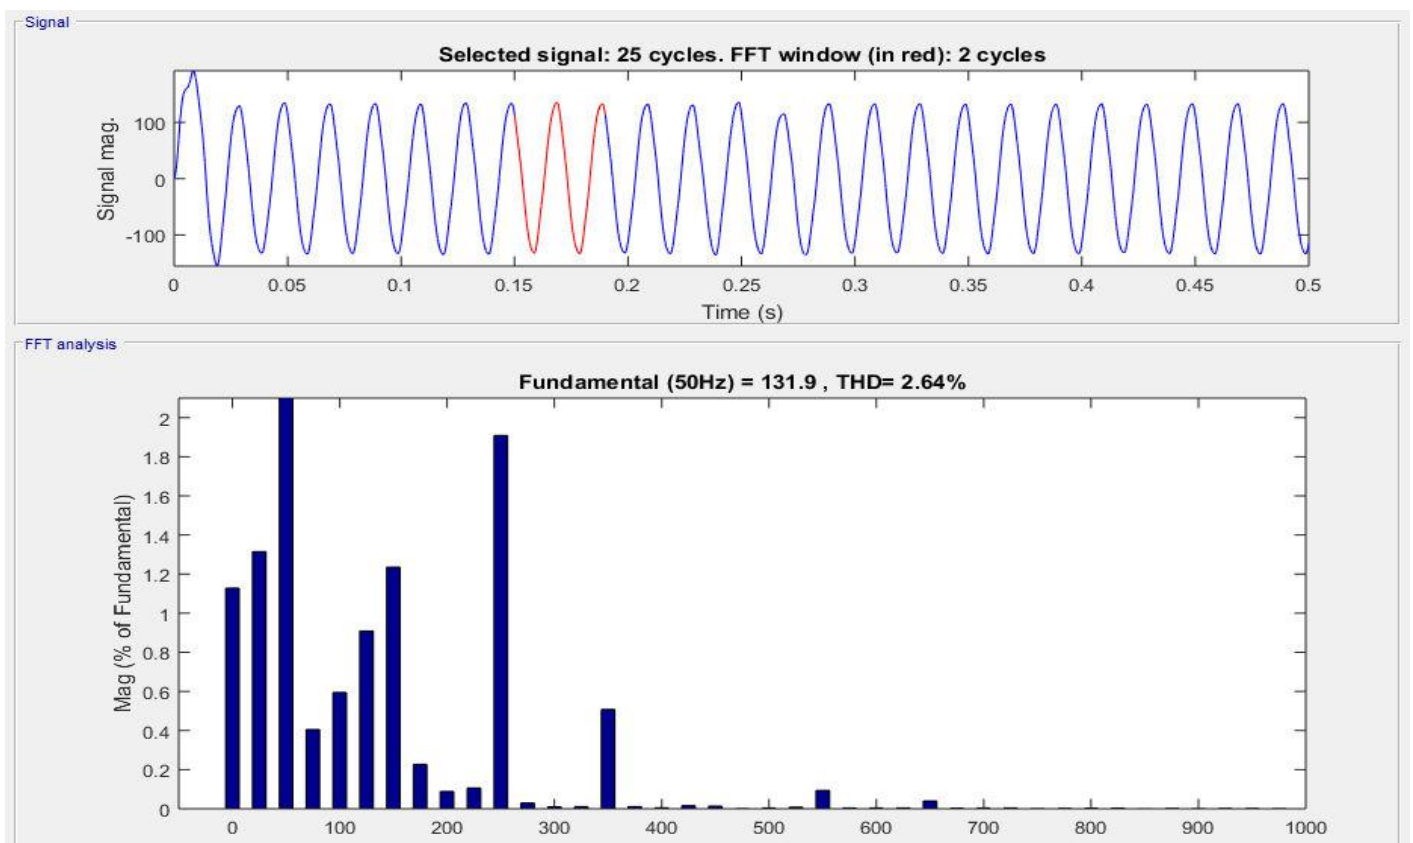 Signal
Selected signal: 25 cycles. FFT window (in red): 2 cycles
Signal mag.
100
0
-100
0 0.05 0.1 0.15 0.2 0.25 0.3 0.35 0.4 0.45 0.5
Time (s)
FFT analysis
Fundamental (50Hz) = 131.9 , THD= 2.64%
Mag (% of Fundamental)
2
1.8
1.6
1.4
1.2
1
0.8
0.6
0.4
0.2
0
0 100 200 300 400 500 600 700 800 900 1000